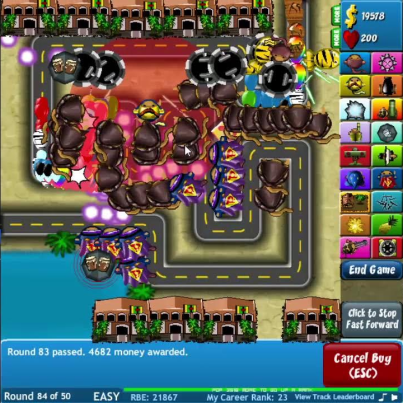 MORE
19578
200
End Game
Click to Stop
Fast Forward
Round 83 passed. 4682 money awarded.
Cancel Buy
(ESC)
Round 84 of 50
EASY
RBE: 21867
My Career Rank: 23
View Track Leaderboard